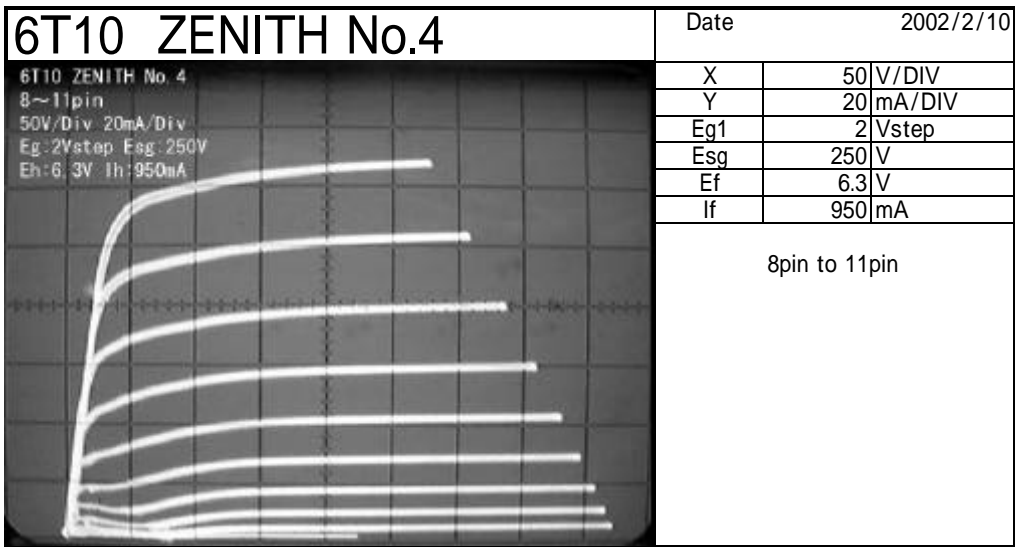 6T10 ZENITH No.4
Date 2002/2/10
6T10 ZENITH No. 4
8~11pin
50V/Div 20mA/Div
Eg:2Vstep Esg:250V
Eh:6.3V Ih:950mA
X 50 V/DIV
Y 20 mA/DIV
Eg1 2 Vstep
Esg 250 V
Ef 6.3 V
If 950 mA
8pin to 11pin